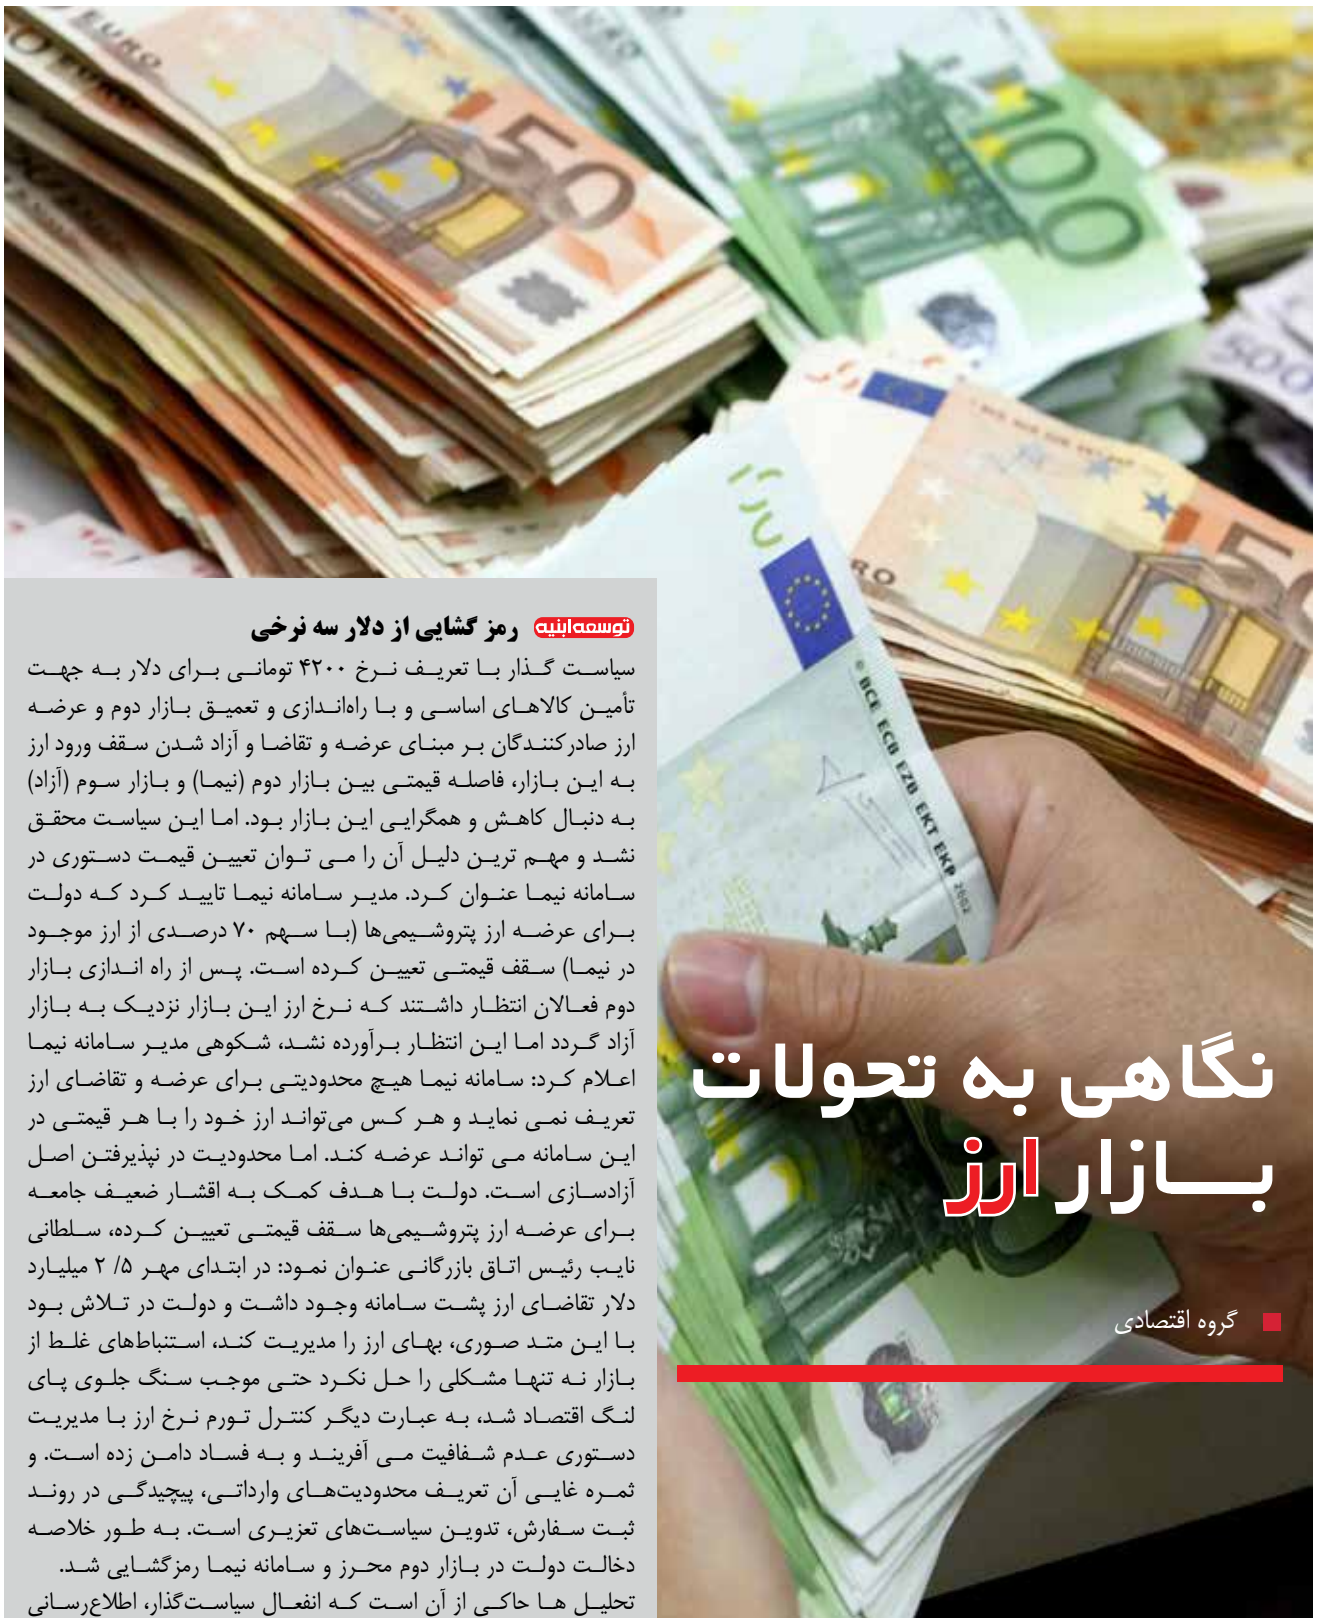 EURO
EURO
50
EURO
100
500
RO
50
© BCE ECB EZB EKT EKP 2002
نگاهی به تحولات
بازار ارز
گروه اقتصادی
توسعه ابنیه رمز گشایی از دلار سه نرخی
سیاست گذار با تعریف نرخ ۴۲۰۰ تومانی برای دلار به جهت
تأمین کالاهای اساسی و با راه‌اندازی و تعمیق بازار دوم و عرضه
ارز صادرکنندگان بر مبنای عرضه و تقاضا و آزاد شدن سقف ورود ارز
به این بازار، فاصله قیمتی بین بازار دوم (نیما) و بازار سوم (آزاد)
به دنبال کاهش و همگرایی این بازار بود. اما این سیاست محقق
نشد و مهم ترین دلیل آن را می توان تعیین قیمت دستوری در
سامانه نیما عنوان کرد. مدیر سامانه نیما تایید کرد که دولت
برای عرضه ارز پتروشیمی‌ها (با سهم ۷۰ درصدی از ارز موجود
در نیما) سقف قیمتی تعیین کرده است. پس از راه اندازی بازار
دوم فعالان انتظار داشتند که نرخ ارز این بازار نزدیک به بازار
آزاد گردد اما این انتظار برآورده نشد، شکوهی مدیر سامانه نیما
اعلام کرد: سامانه نیما هیچ محدودیتی برای عرضه و تقاضای ارز
تعریف نمی نماید و هر کس می‌تواند ارز خود را با هر قیمتی در
این سامانه می تواند عرضه کند. اما محدودیت در نپذیرفتن اصل
آزادسازی است. دولت با هدف کمک به اقشار ضعیف جامعه
برای عرضه ارز پتروشیمی‌ها سقف قیمتی تعیین کرده، سلطانی
نایب رئیس اتاق بازرگانی عنوان نمود: در ابتدای مهر ۵/ ۲ میلیارد
دلار تقاضای ارز پشت سامانه وجود داشت و دولت در تلاش بود
با این متد صوری، بهای ارز را مدیریت کند، استنباط‌های غلط از
بازار نه تنها مشکلی را حل نکرد حتی موجب سنگ جلوی پای
لنگ اقتصاد شد، به عبارت دیگر کنترل تورم نرخ ارز با مدیریت
دستوری عدم شفافیت می آفریند و به فساد دامن زده است. و
ثمره غایی آن تعریف محدودیت‌های وارداتی، پیچیدگی در روند
ثبت سفارش، تدوین سیاست‌های تعزیری است. به طور خلاصه
دخالت دولت در بازار دوم محرز و سامانه نیما رمزگشایی شد.
تحلیل ها حاکی از آن است که انفعال سیاست‌گذار، اطلاع‌رسانی